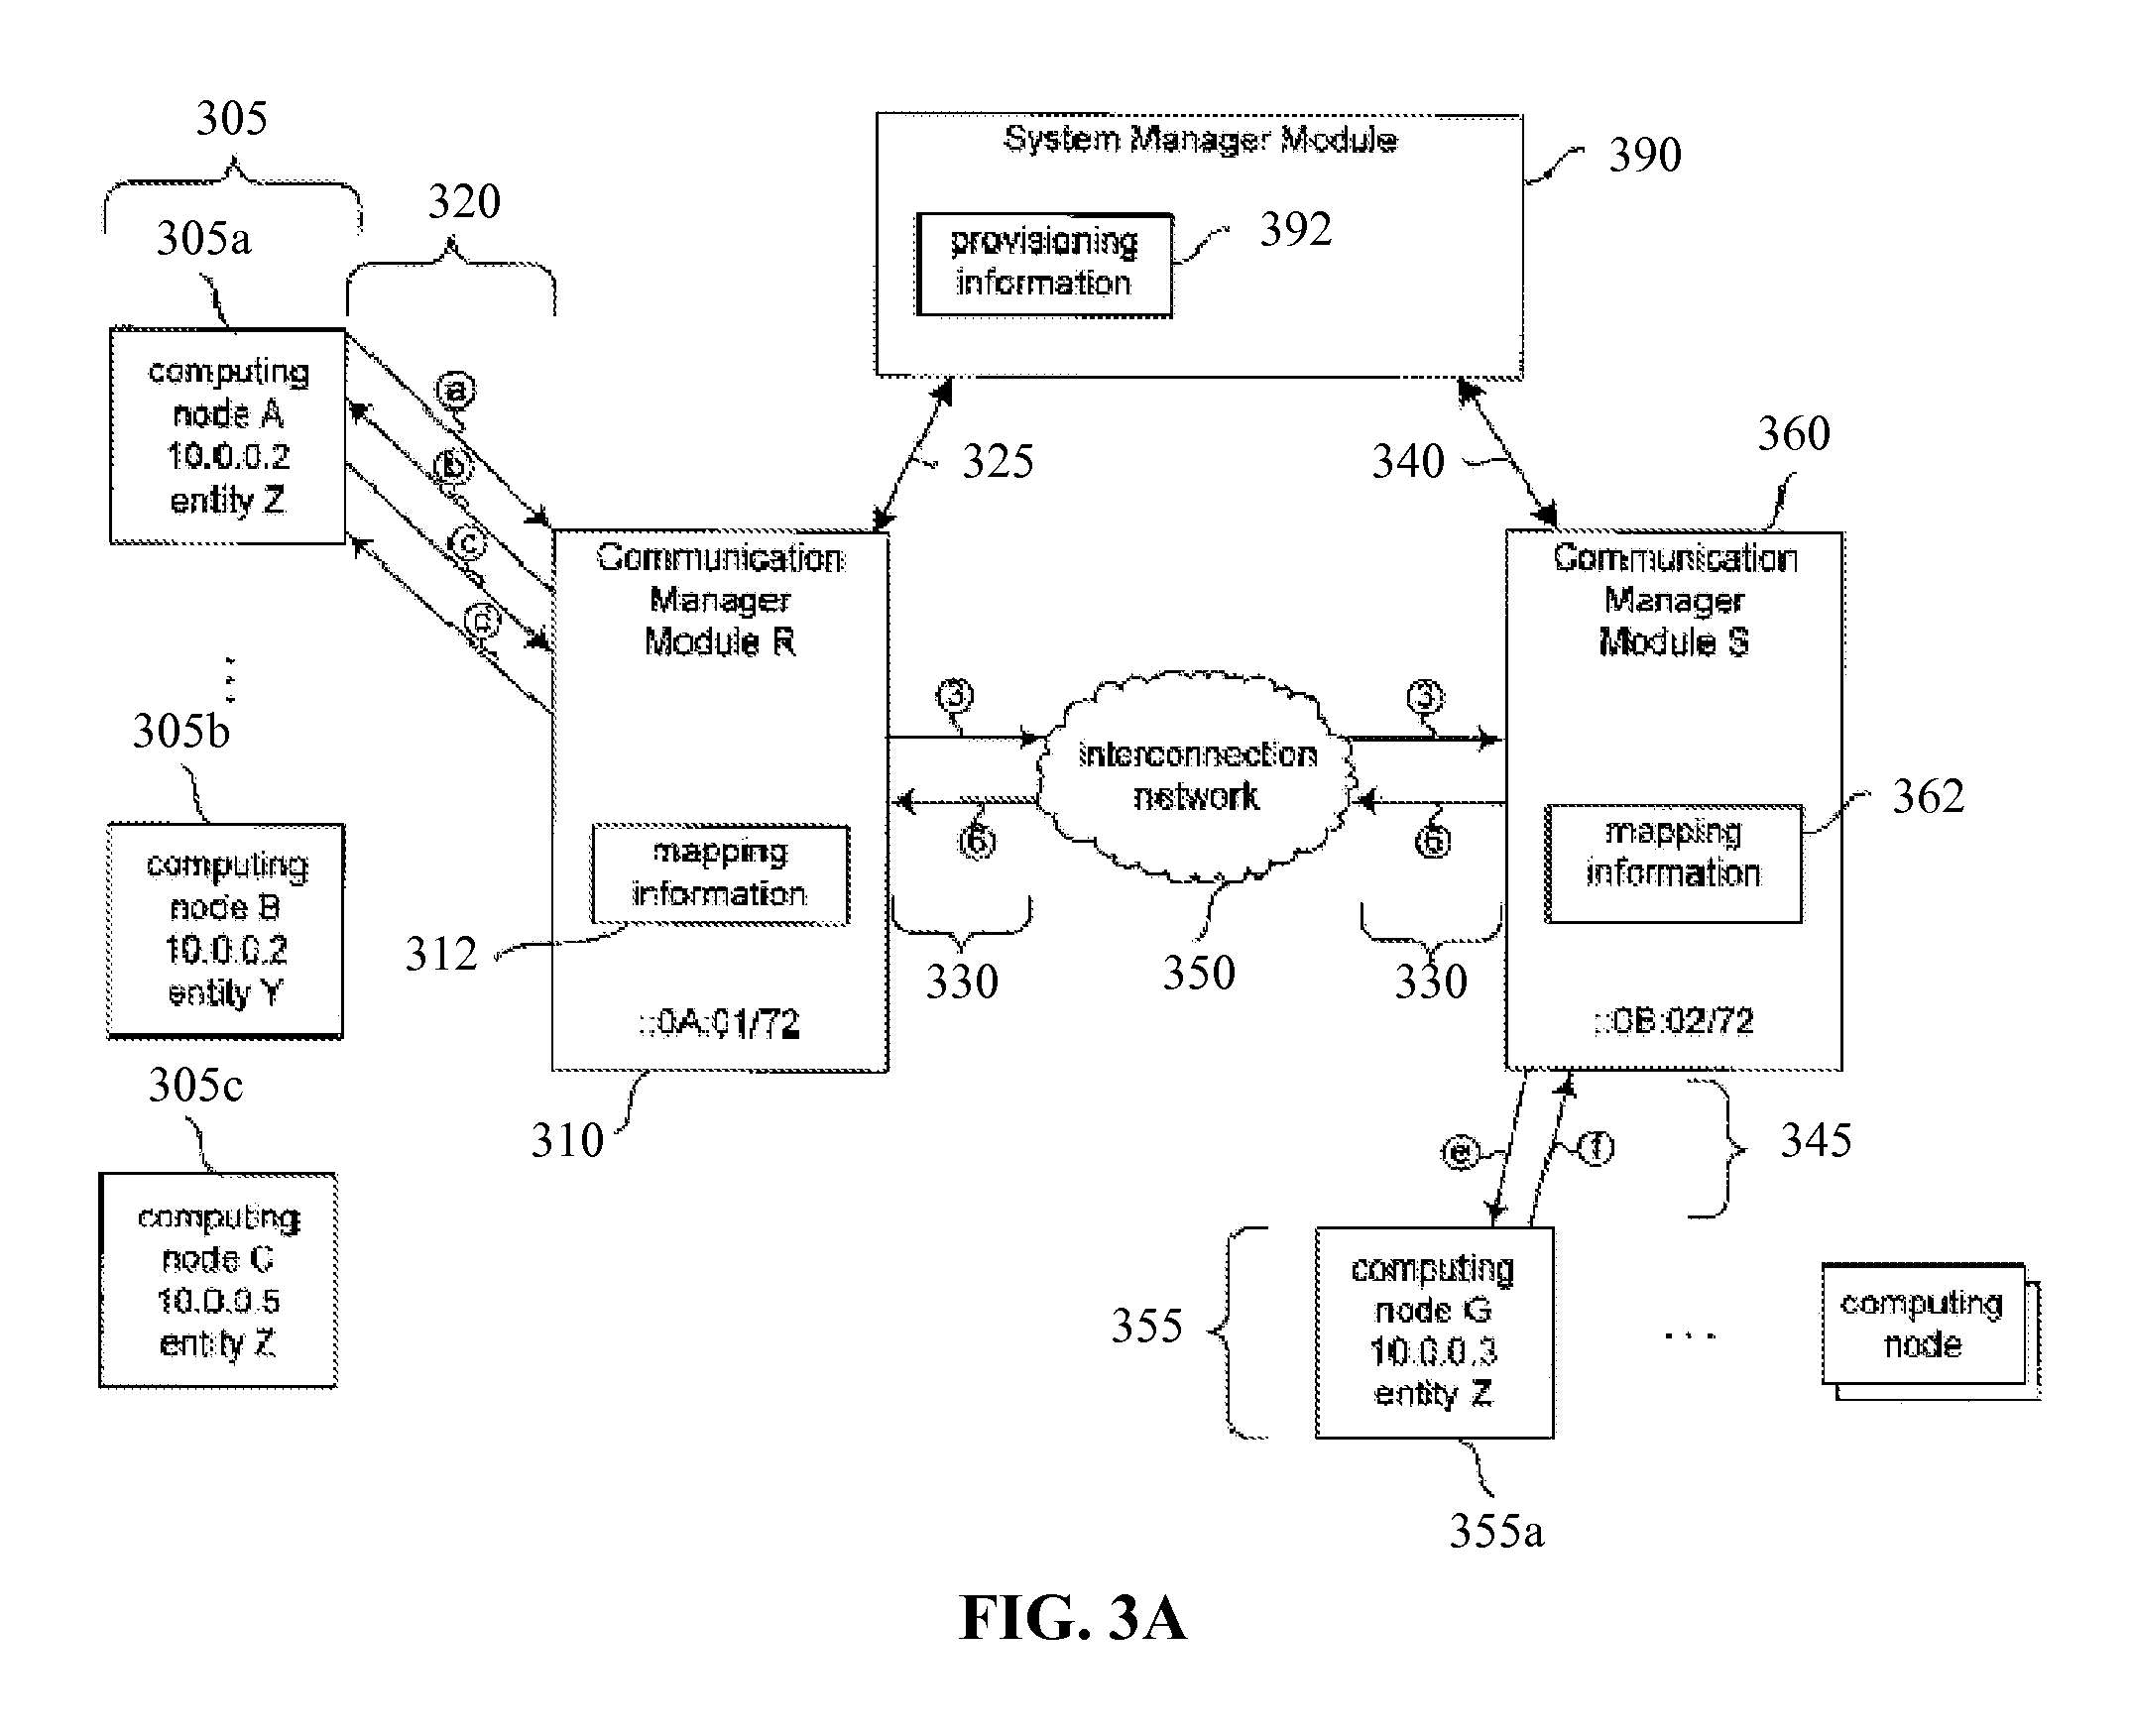 305
305a
320
System Manager Module
390
provisioning
information
392
computing
node A
10.0.0.2
entity Z
a
b
c
325
340
360
Communication
Manager
Module R
Communication
Manager
Module S
305b
3
3
interconnection
network
6
6
mapping
information
312
mapping
information
362
330
350
330
computing
node B
10.0.0.2
entity Y
::0A:01/72
::0B:02/72
305c
310
e
f
345
computing
node C
10.0.0.5
entity Z
355
computing
node G
10.0.0.3
entity Z
...
computing
node
355a
FIG. 3A